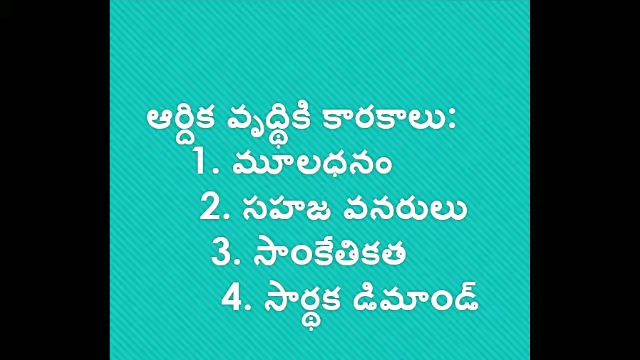 ఆర్దిక వృద్ధికి కారకాలు:
1. మూలధనం
2. సహజ వనరులు
3. సాంకేతికత
4. సార్థక డిమాండ్